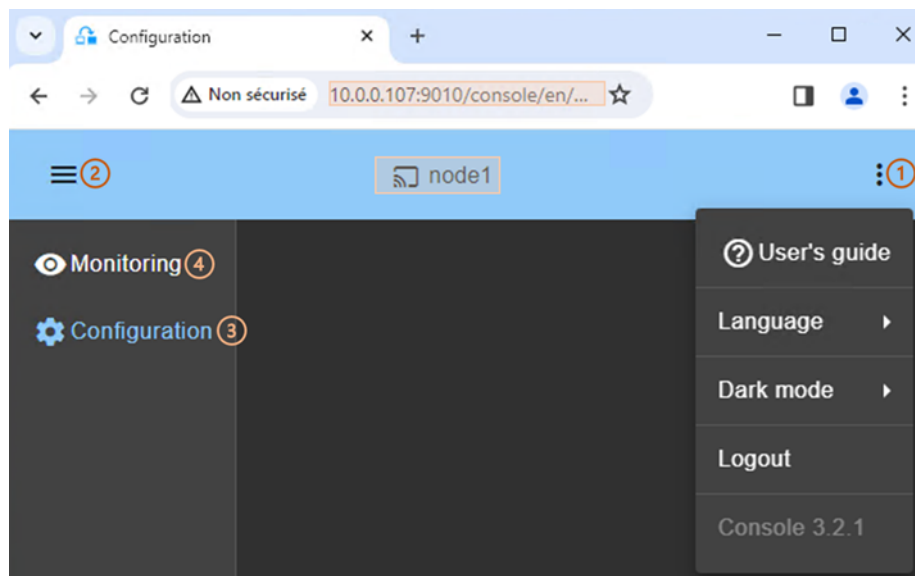 Configuration
Non sécurisé 10.0.0.107:9010/console/en/...
2 node1 1
Monitoring 4
Configuration 3
User's guide
Language
Dark mode
Logout
Console 3.2.1